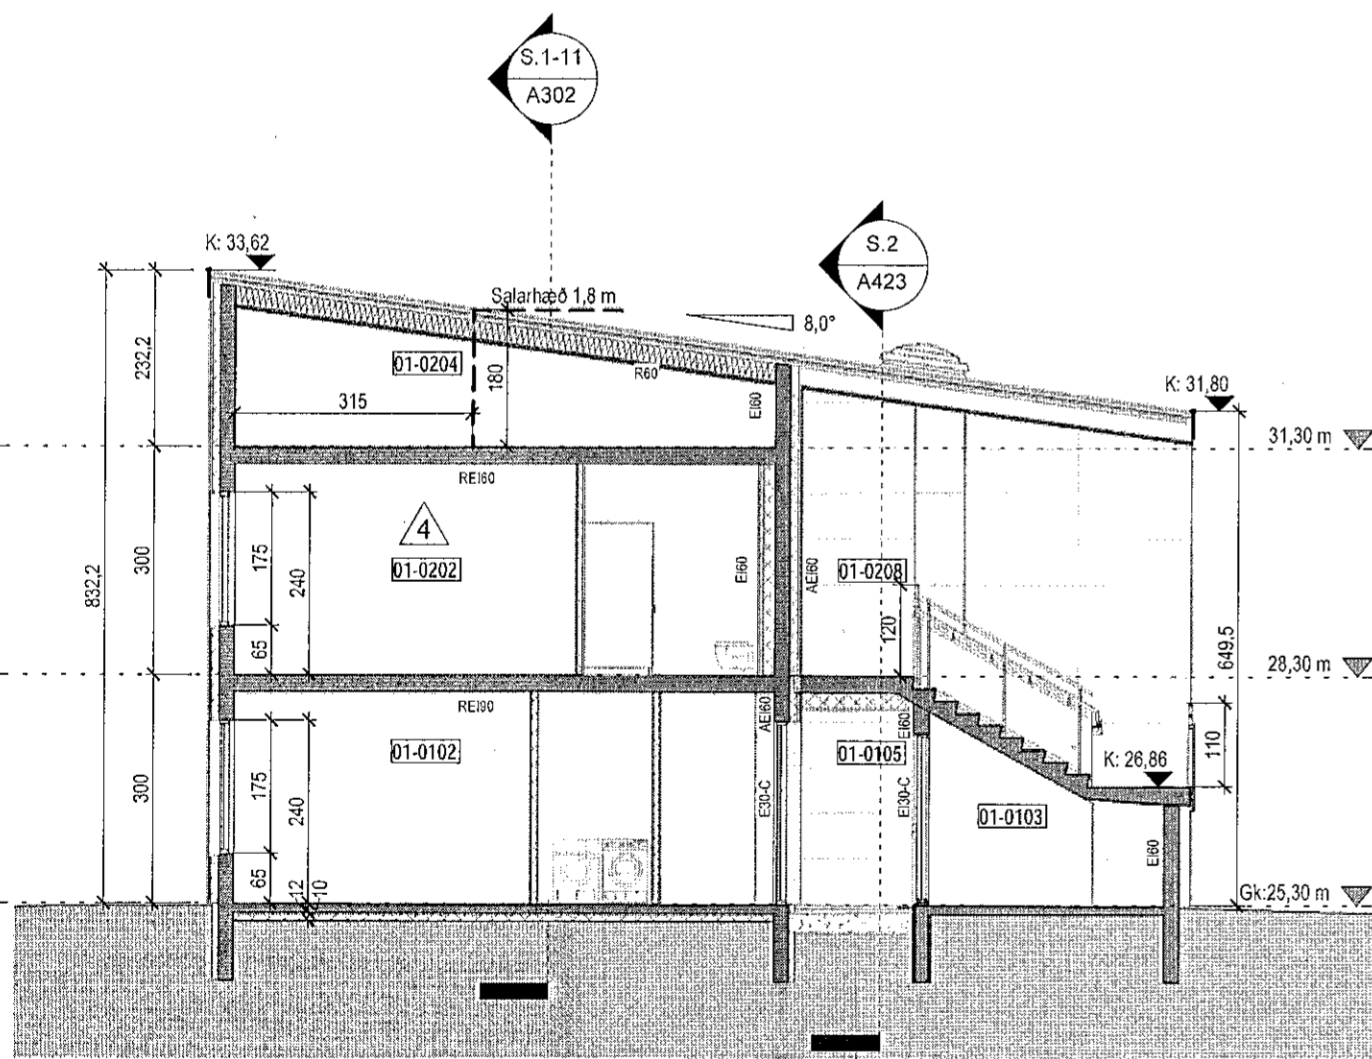 S.1-11
A302
S.2
A423
K: 33,62
Salarhæð 1,8 m
8,0°
01-0204
R60
K: 31,80
232,2
180
EI60
315
31,30 m
REI60
4
01-0202
175
240
300
832,2
EI60
AEI60
01-0208
120
65
649.5
28,30 m
REI90
AEI60
EI60
01-0102
01-0105
K: 26,86
110
175
240
300
EI30-C
EI30-C
01-0103
EI60
65
12
10
Gk:25,30 m